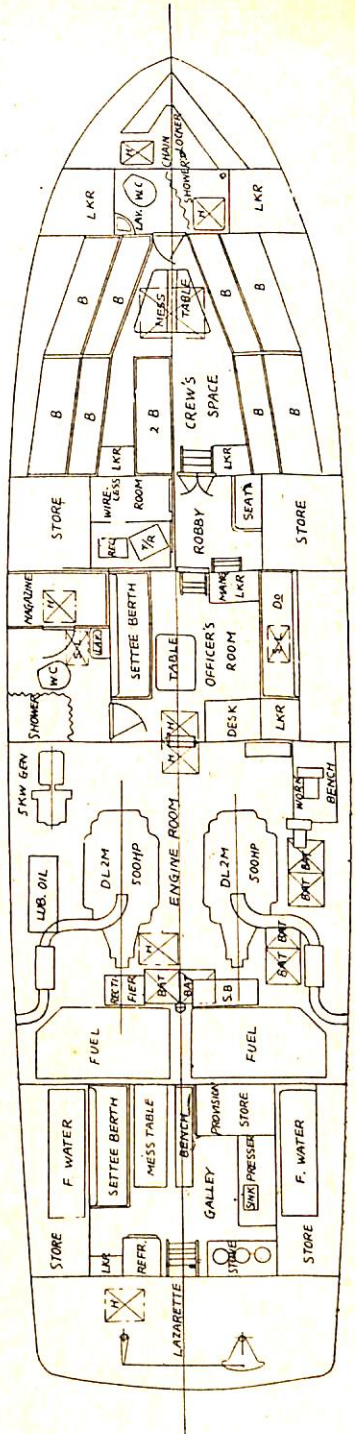 CHAIN LOCKER
H
LKR
LAV.
W.C
SHOWER
H
LKR
B
B
B
B
MESS TABLE
B
B
B
B
2 B
CREW'S SPACE
LKR
LKR
STORE
WIRE-
LESS
ROOM
REC
T/R
ROBBY
SEAT
STORE
MAGAZINE
H
S-L
LAV.
W.C
SHOWER
SETTEE BERTH
TABLE
OFFICER'S ROOM
MANG
LKR
DO
S-L
DESK
LKR
H
H
5KW GEN
LUB. OIL
DL2M
500HP
ENGINE ROOM
DL2M
500HP
WORK
BENCH
BAT
BAT
BAT
BAT
H
RECTI
FIER
BAT
BAT
S.B
FUEL
FUEL
F. WATER
SETTEE BERTH
MESS TABLE
BENCH
PROVISION
STORE
GALLEY
SINK
PRESSER
F. WATER
STORE
LKR
REFR.
STOVE
STORE
H
LAZARETTE